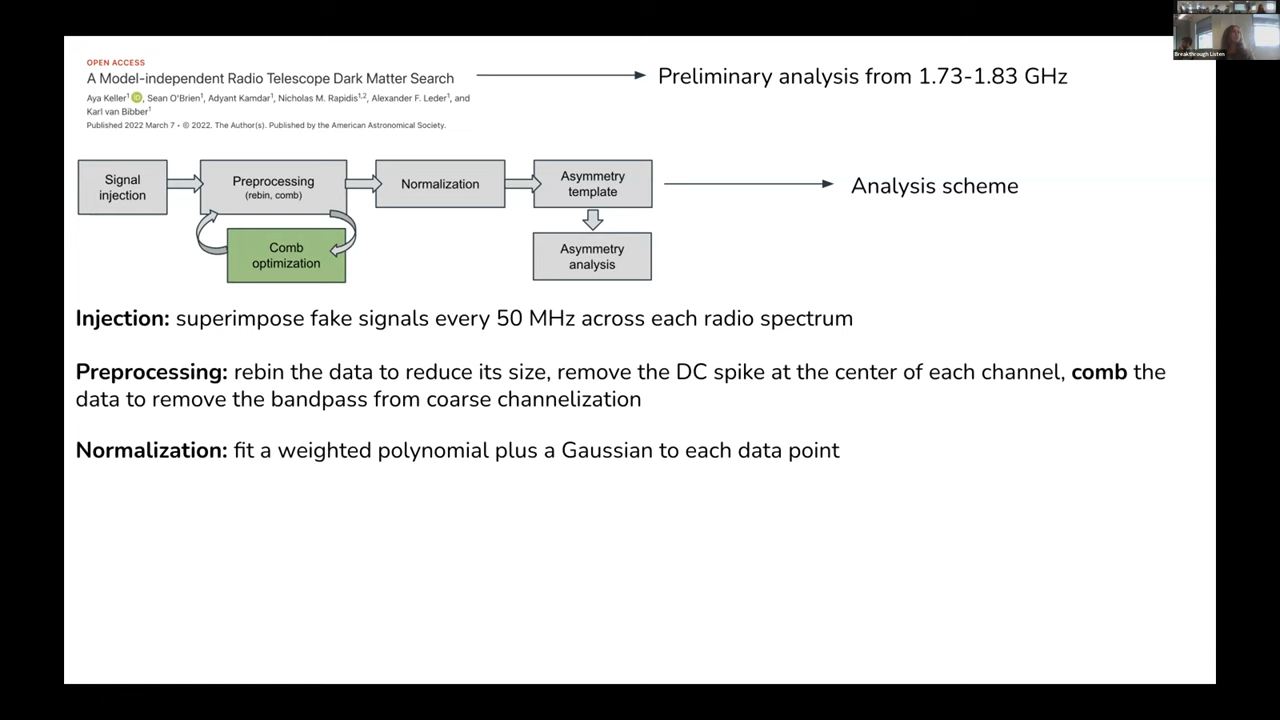 OPEN ACCESS
A Model-independent Radio Telescope Dark Matter Search
Aya Keller¹ iD, Sean O'Brien¹, Adyant Kamdar¹, Nicholas M. Rapidis¹,², Alexander F. Leder¹, and
Karl van Bibber¹
Published 2022 March 7 • © 2022. The Author(s). Published by the American Astronomical Society.
Preliminary analysis from 1.73-1.83 GHz
Signal
injection
Preprocessing
(rebin, comb)
Normalization
Asymmetry
template
Analysis scheme
Comb
optimization
Asymmetry
analysis
Injection: superimpose fake signals every 50 MHz across each radio spectrum
Preprocessing: rebin the data to reduce its size, remove the DC spike at the center of each channel, comb the
data to remove the bandpass from coarse channelization
Normalization: fit a weighted polynomial plus a Gaussian to each data point
Breakthrough Listen